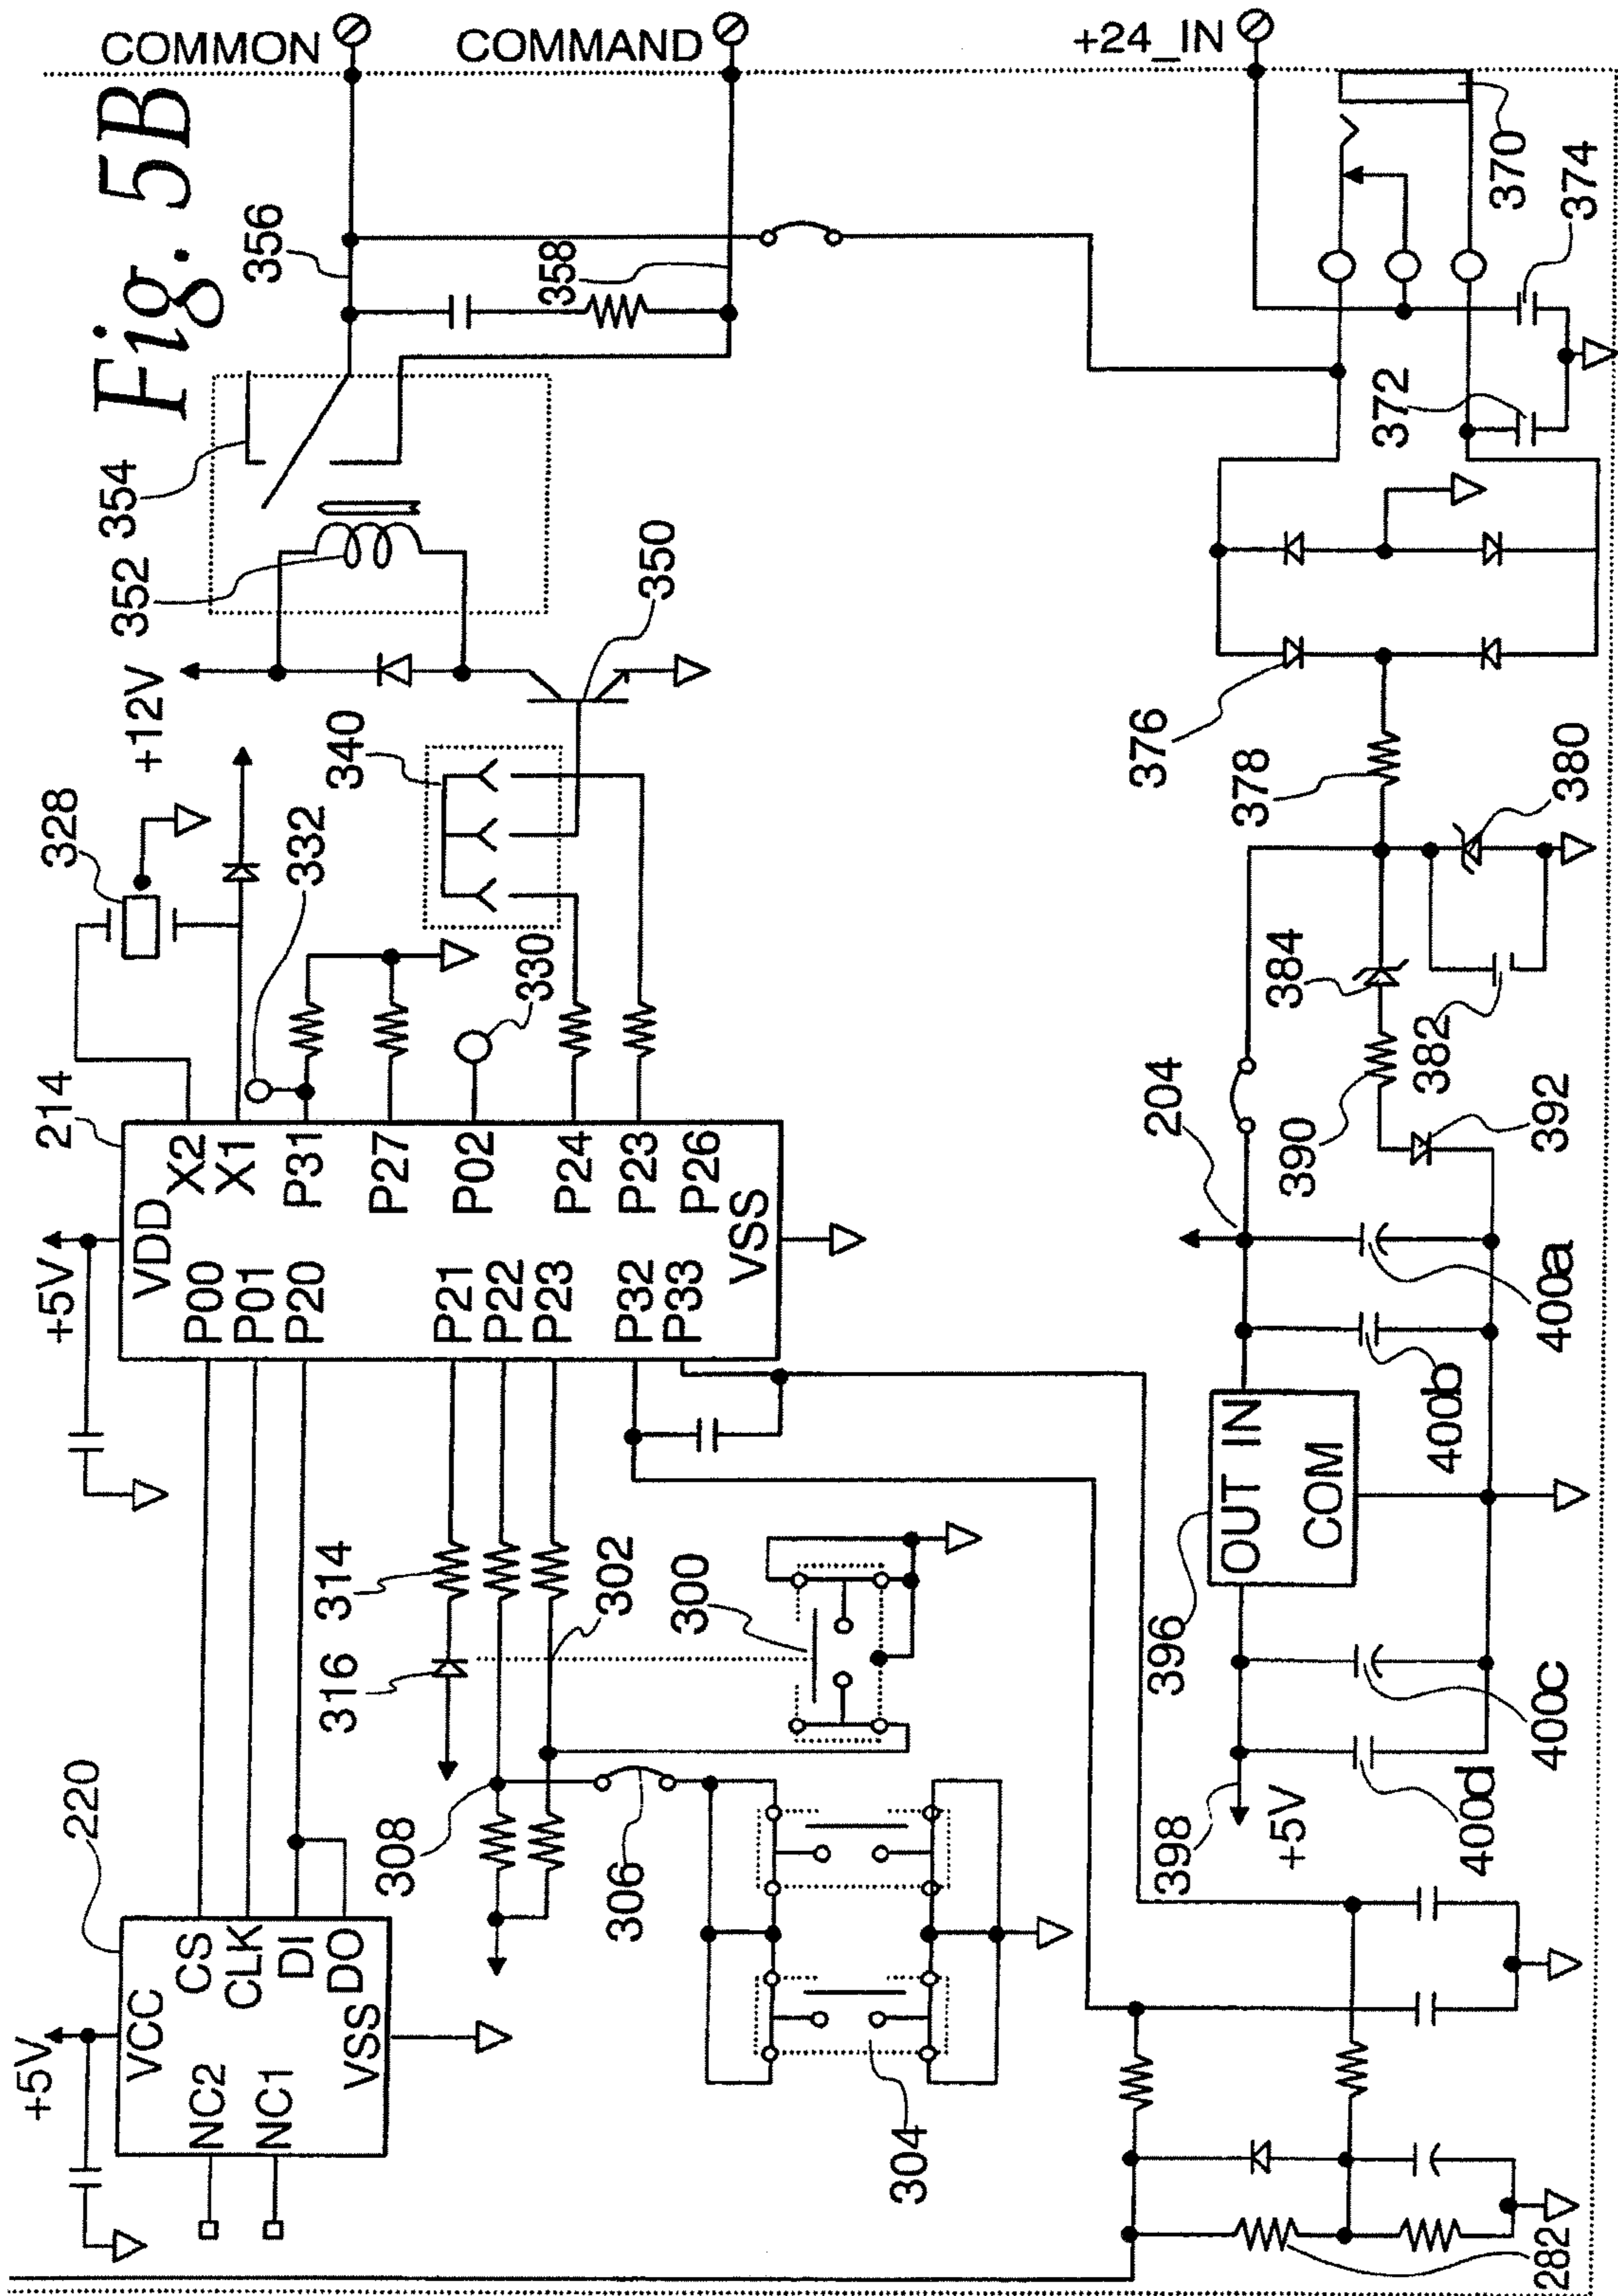 Fig. 5B
COMMON
COMMAND
+24_IN
356
358
354
352
+12V
350
340
328
332
330
214
+5V
VDD
X2
X1
P31
P27
P02
P24
P23
P26
VSS
P00
P01
P20
P21
P22
P23
P32
P33
314
316
302
300
308
306
304
220
+5V
VCC
CS
CLK
DI
DO
VSS
NC2
NC1
370
374
372
376
378
380
384
382
390
392
204
400a
400b
IN
OUT
COM
396
398
+5V
400c
400d
282